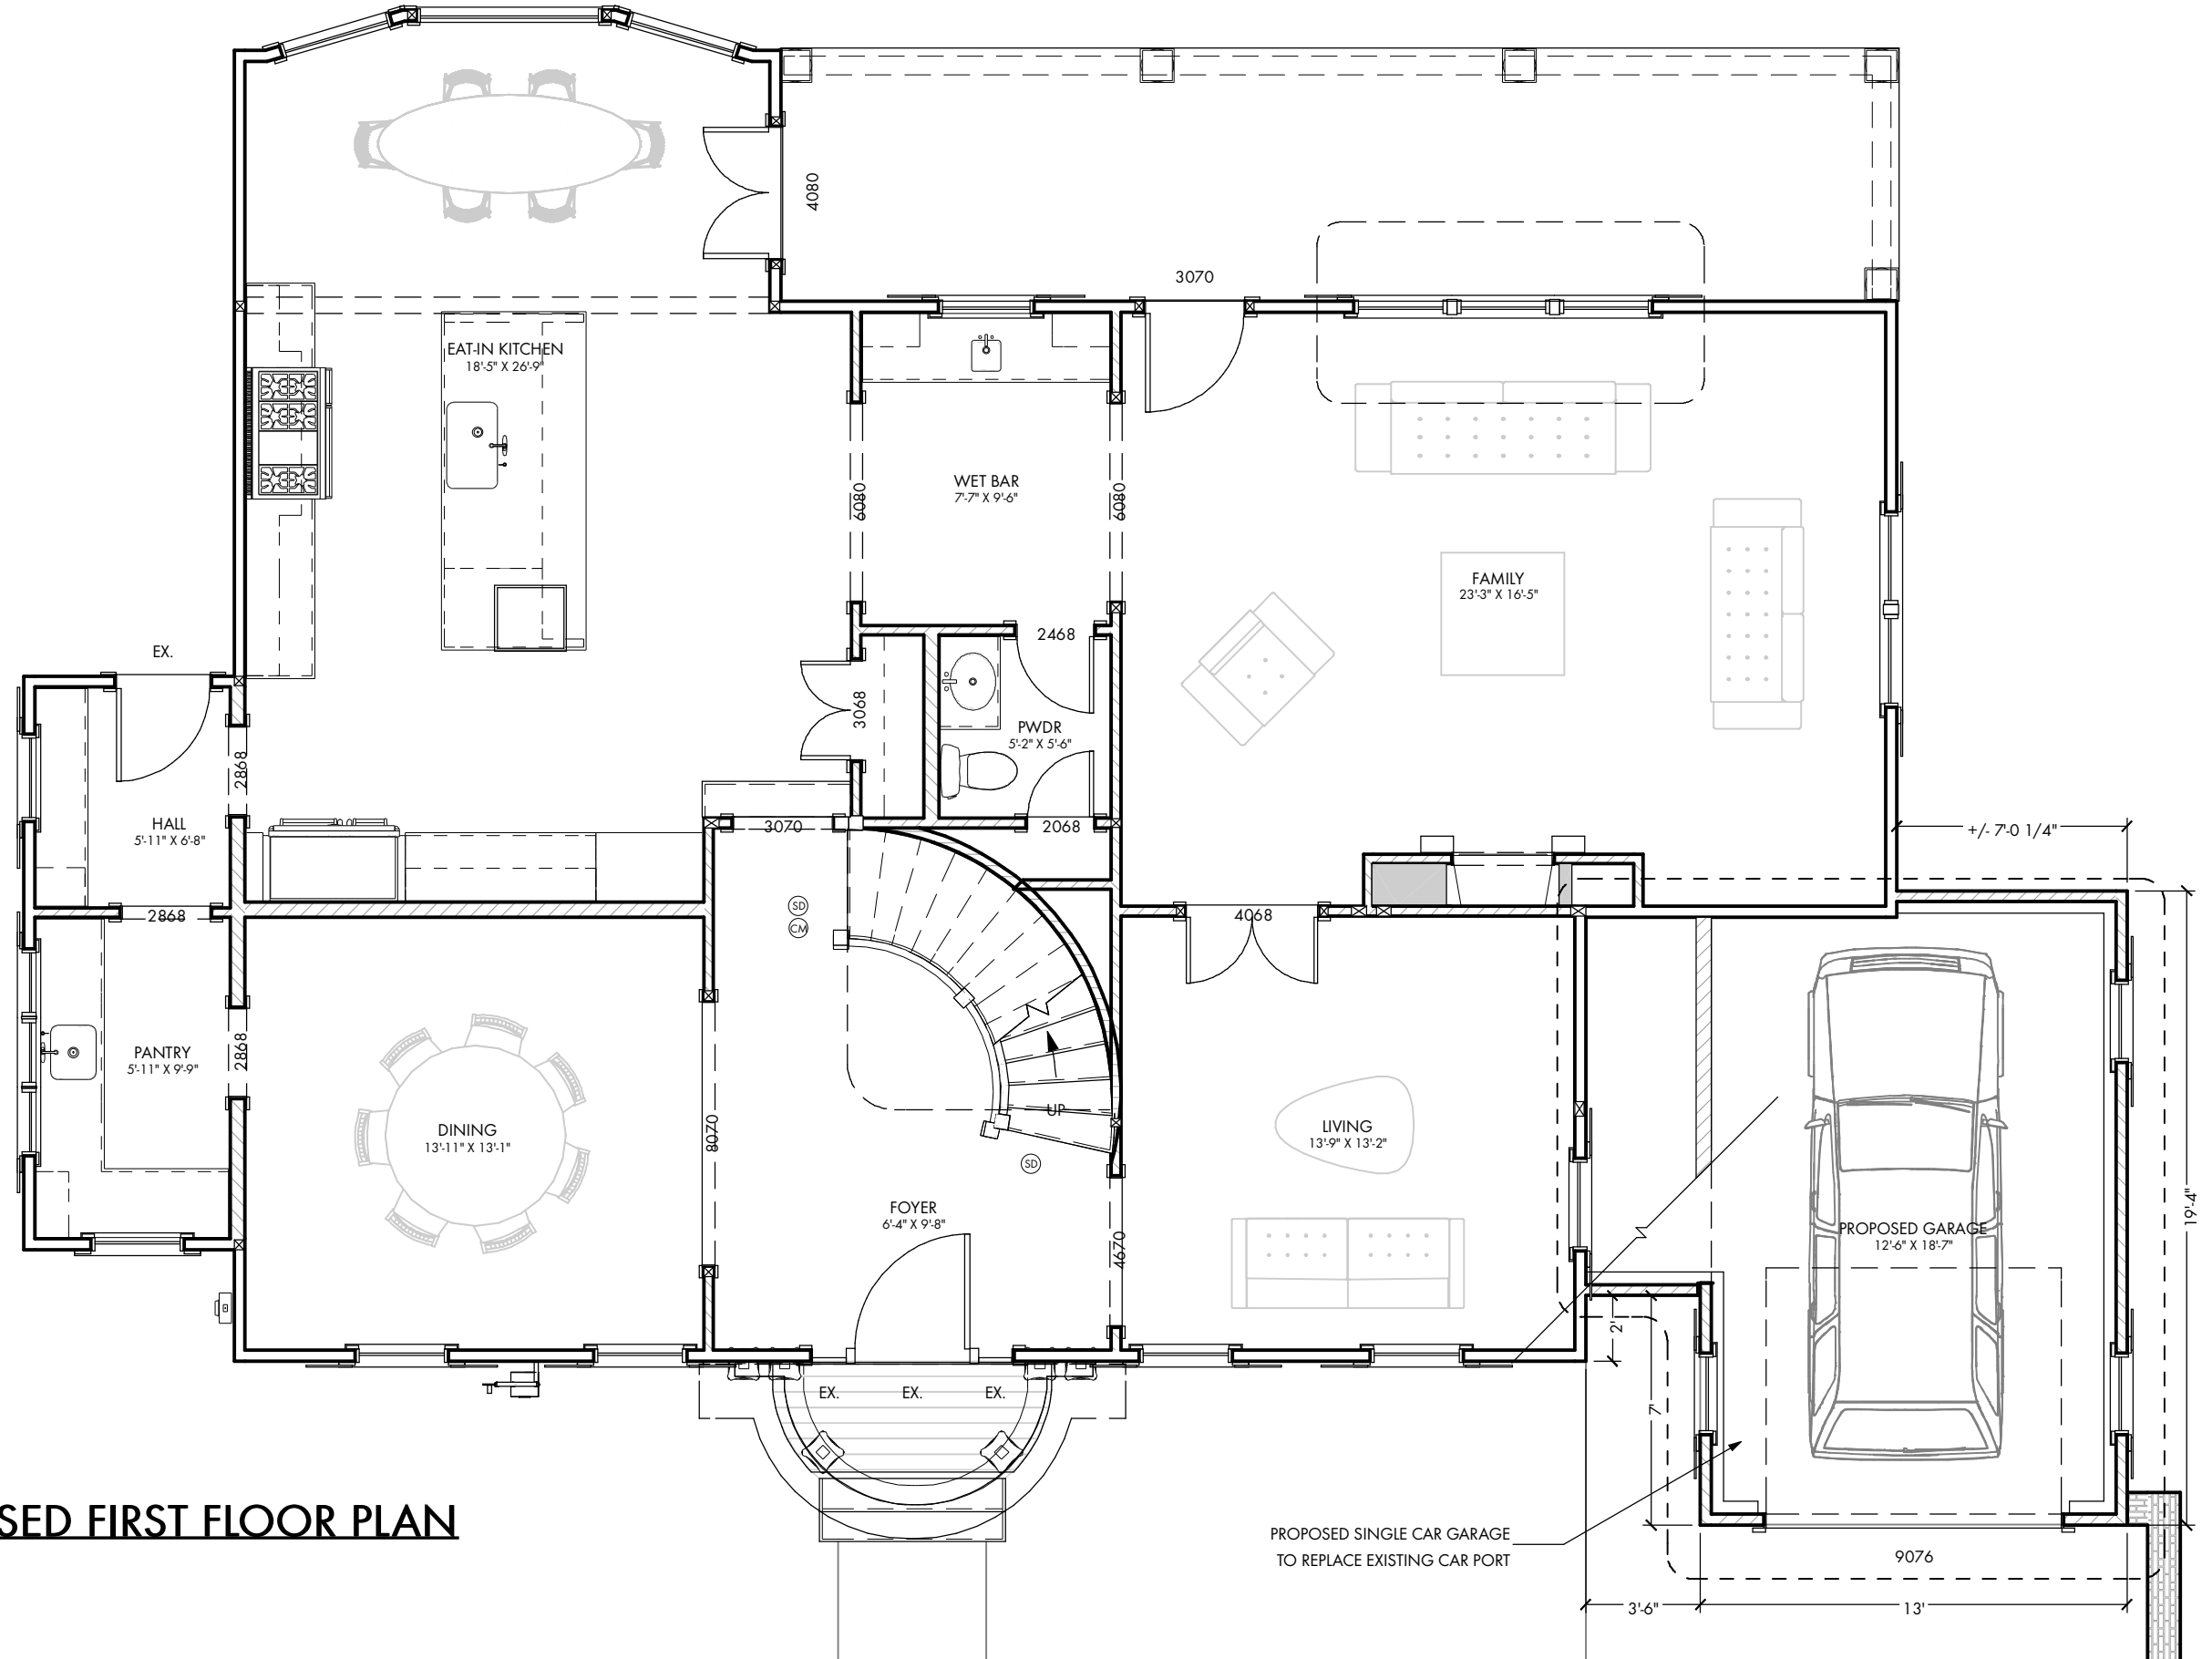 4080
3070
EAT-IN KITCHEN
18'-5" X 26'-9"
WET BAR
7'-7" X 9'-6"
6080
6080
FAMILY
23'-3" X 16'-5"
2468
EX.
3068
PWDR
5'-2" X 5'-6"
2868
HALL
5'-11" X 6'-8"
3070
2068
+/- 7'-0 1/4"
2868
SD
CM
4068
PANTRY
5'-11" X 9'-9"
2868
DINING
13'-11" X 13'-1"
8070
UP
SD
LIVING
13'-9" X 13'-2"
FOYER
6'-4" X 9'-8"
4670
PROPOSED GARAGE
12'-6" X 18'-7"
19'-4"
2'
7'
EX.
EX.
EX.
SED FIRST FLOOR PLAN
PROPOSED SINGLE CAR GARAGE
TO REPLACE EXISTING CAR PORT
9076
3'-6"
13'